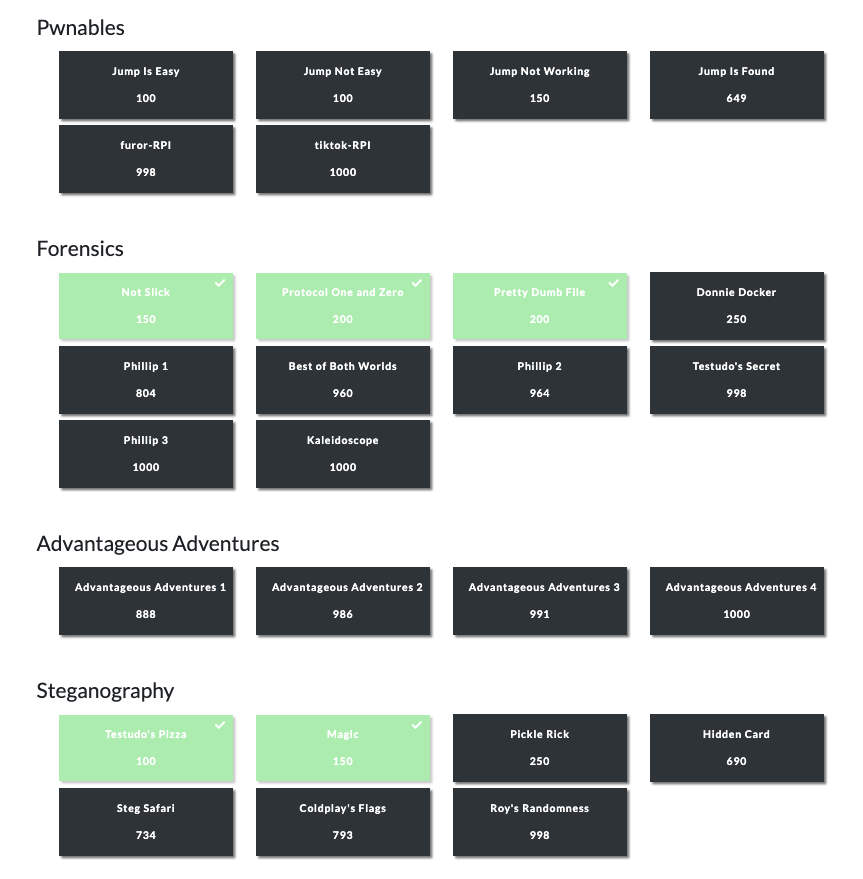 Pwnables
Jump Is Easy
100
Jump Not Easy
100
Jump Not Working
150
Jump Is Found
649
furor-RPI
998
tiktok-RPI
1000
Forensics
Not Slick
150
Protocol One and Zero
200
Pretty Dumb File
200
Donnie Docker
250
Phillip 1
804
Best of Both Worlds
960
Phillip 2
964
Testudo's Secret
998
Phillip 3
1000
Kaleidoscope
1000
Advantageous Adventures
Advantageous Adventures 1
888
Advantageous Adventures 2
986
Advantageous Adventures 3
991
Advantageous Adventures 4
1000
Steganography
Testudo's Pizza
100
Magic
150
Pickle Rick
250
Hidden Card
690
Steg Safari
734
Coldplay's Flags
793
Roy's Randomness
998